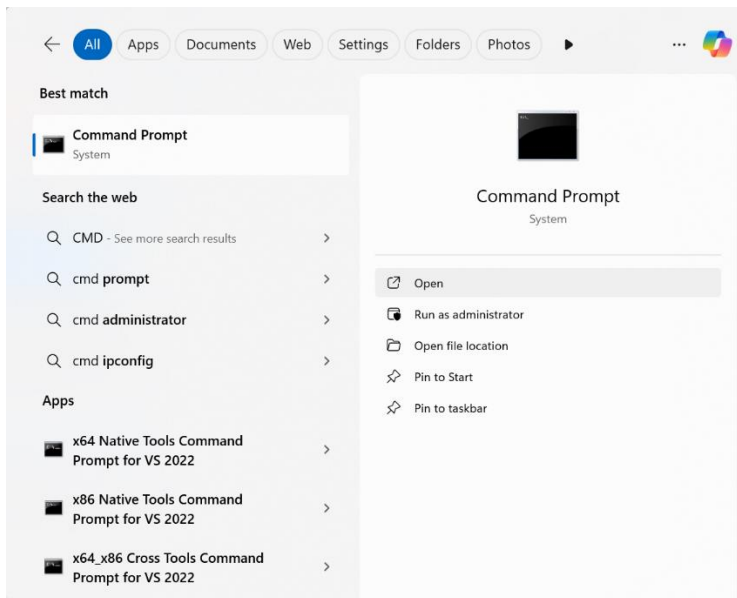 All Apps Documents Web Settings Folders Photos
Best match
Command Prompt
System
Search the web
CMD - See more search results
cmd prompt
cmd administrator
cmd ipconfig
Apps
x64 Native Tools Command
Prompt for VS 2022
x86 Native Tools Command
Prompt for VS 2022
x64_x86 Cross Tools Command
Prompt for VS 2022
Command Prompt
System
Open
Run as administrator
Open file location
Pin to Start
Pin to taskbar